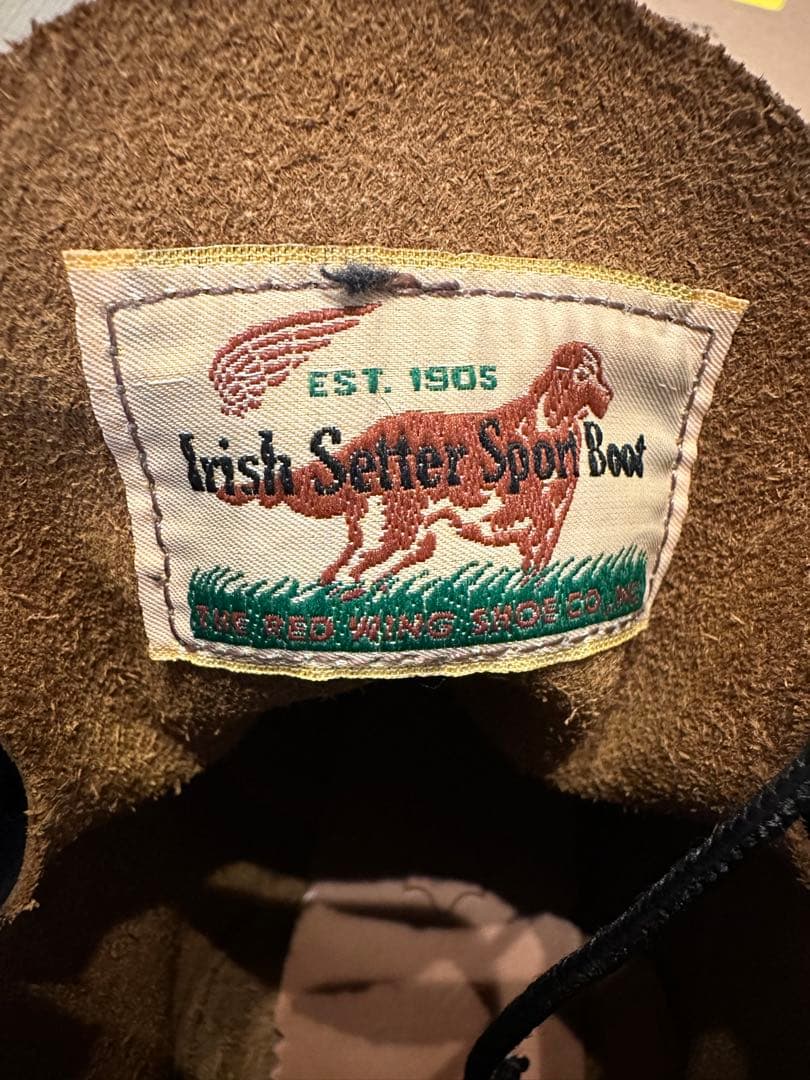 EST. 1905
Irish Setter Sport Boot
THE RED WING SHOE CO., INC